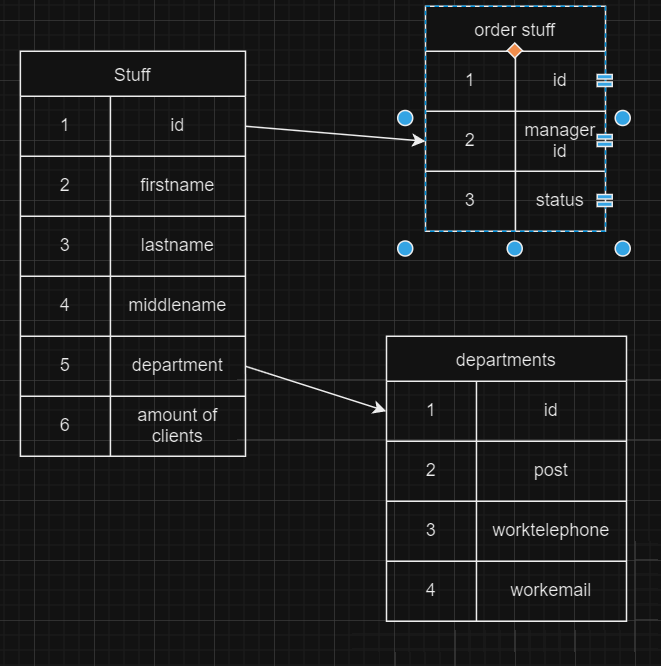 Stuff
1 id
2 firstname
3 lastname
4 middlename
5 department
6 amount of
clients
order stuff
1 id
2 manager
id
3 status
departments
1 id
2 post
3 worktelephone
4 workemail